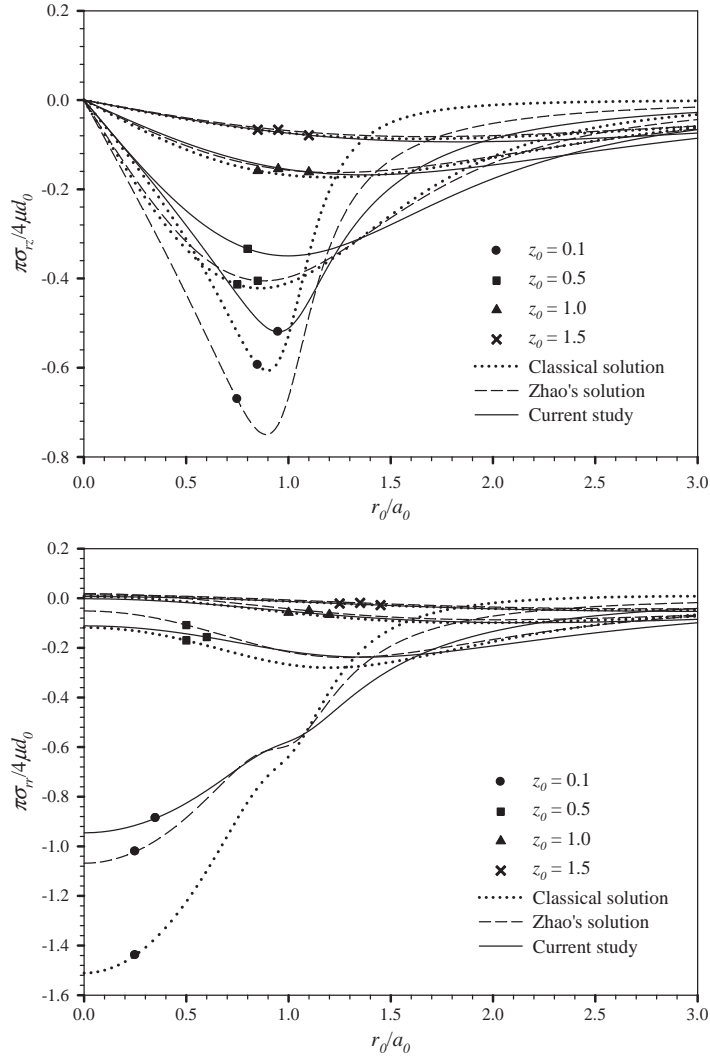 0.2
0.0
-0.2
-0.4
-0.6
-0.8
πσrz/4μd0
z0 = 0.1
z0 = 0.5
z0 = 1.0
z0 = 1.5
Classical solution
Zhao's solution
Current study
0.0 0.5 1.0 1.5 2.0 2.5 3.0
r0/a0
0.2
0.0
-0.2
-0.4
-0.6
-0.8
-1.0
-1.2
-1.4
-1.6
πσrr/4μd0
z0 = 0.1
z0 = 0.5
z0 = 1.0
z0 = 1.5
Classical solution
Zhao's solution
Current study
0.0 0.5 1.0 1.5 2.0 2.5 3.0
r0/a0